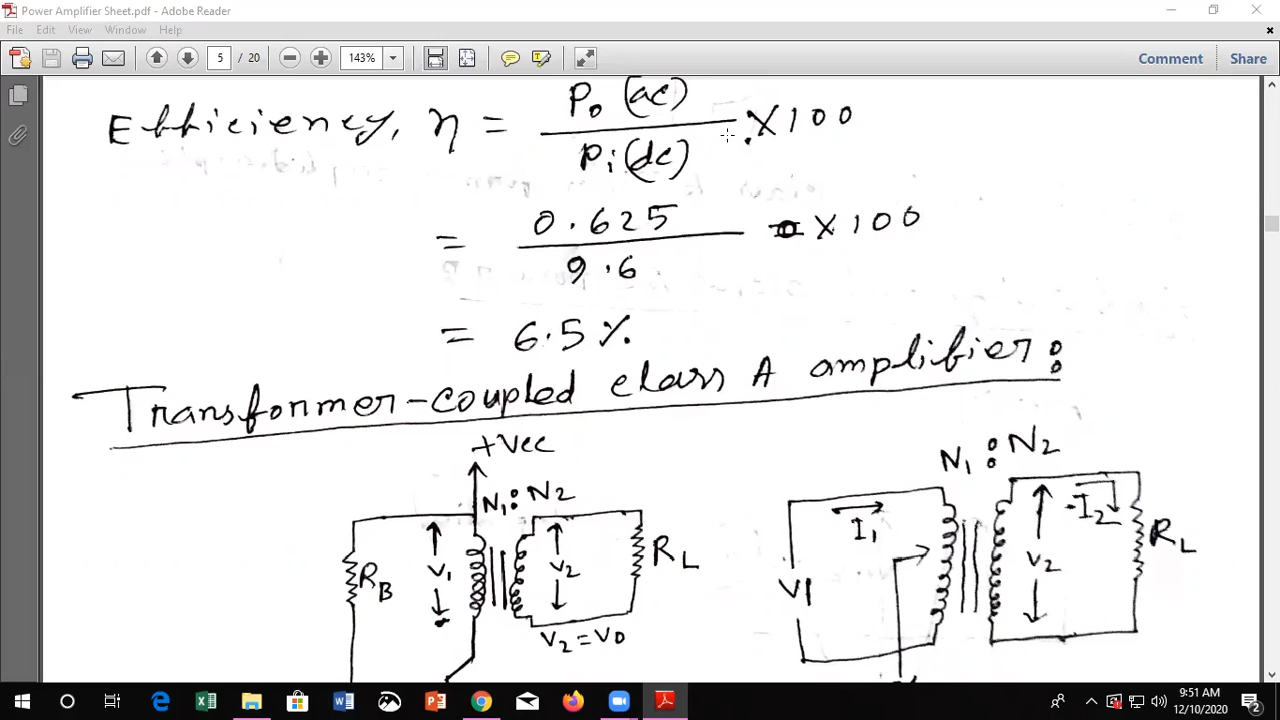 Power Amplifier Sheet.pdf - Adobe Reader
File Edit View Window Help
5 / 20 143% Comment Share
Efficiency, η = Po (ac) / Pi (dc) × 100
= 0.625 / 9.6 × 100
= 6.5 %
Transformer-coupled class A amplifier:
+Vcc
N1 : N2
RB
V1
V2
RL
V2 = V0
N1 : N2
I1
V1
V2
I2
RL
9:51 AM
12/10/2020
2